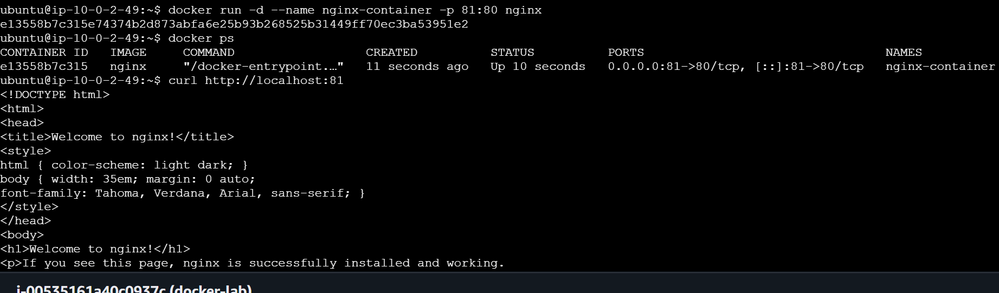 ubuntu@ip-10-0-2-49:~$ docker run -d --name nginx-container -p 81:80 nginx
e13558b7c315e74374b2d873abfa6e25b93b268525b31449ff70ec3ba53951e2
ubuntu@ip-10-0-2-49:~$ docker ps
CONTAINER ID   IMAGE     COMMAND                  CREATED          STATUS          PORTS                                 NAMES
e13558b7c315   nginx     "/docker-entrypoint.…"   11 seconds ago   Up 10 seconds   0.0.0.0:81->80/tcp, [::]:81->80/tcp   nginx-container
ubuntu@ip-10-0-2-49:~$ curl http://localhost:81
<!DOCTYPE html>
<html>
<head>
<title>Welcome to nginx!</title>
<style>
html { color-scheme: light dark; }
body { width: 35em; margin: 0 auto;
font-family: Tahoma, Verdana, Arial, sans-serif; }
</style>
</head>
<body>
<h1>Welcome to nginx!</h1>
<p>If you see this page, nginx is successfully installed and working.
i-00535161a40c0937c (docker-lab)